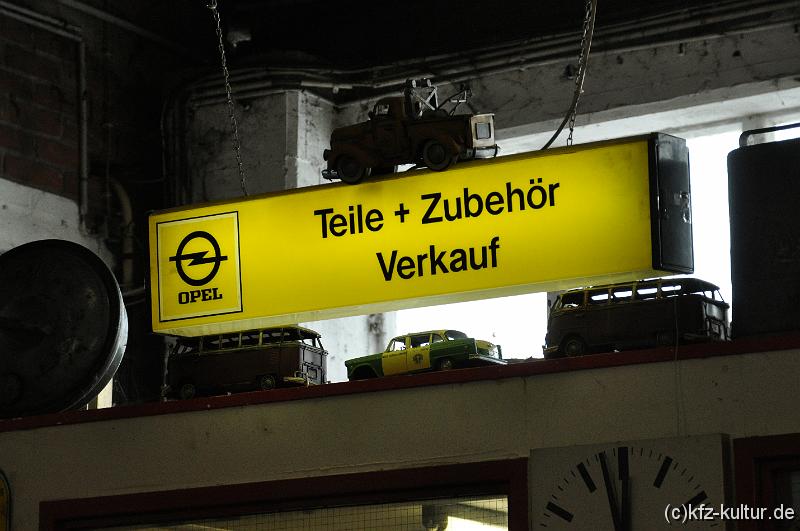 Teile + Zubehör
Verkauf
OPEL
(c)kfz-kultur.de